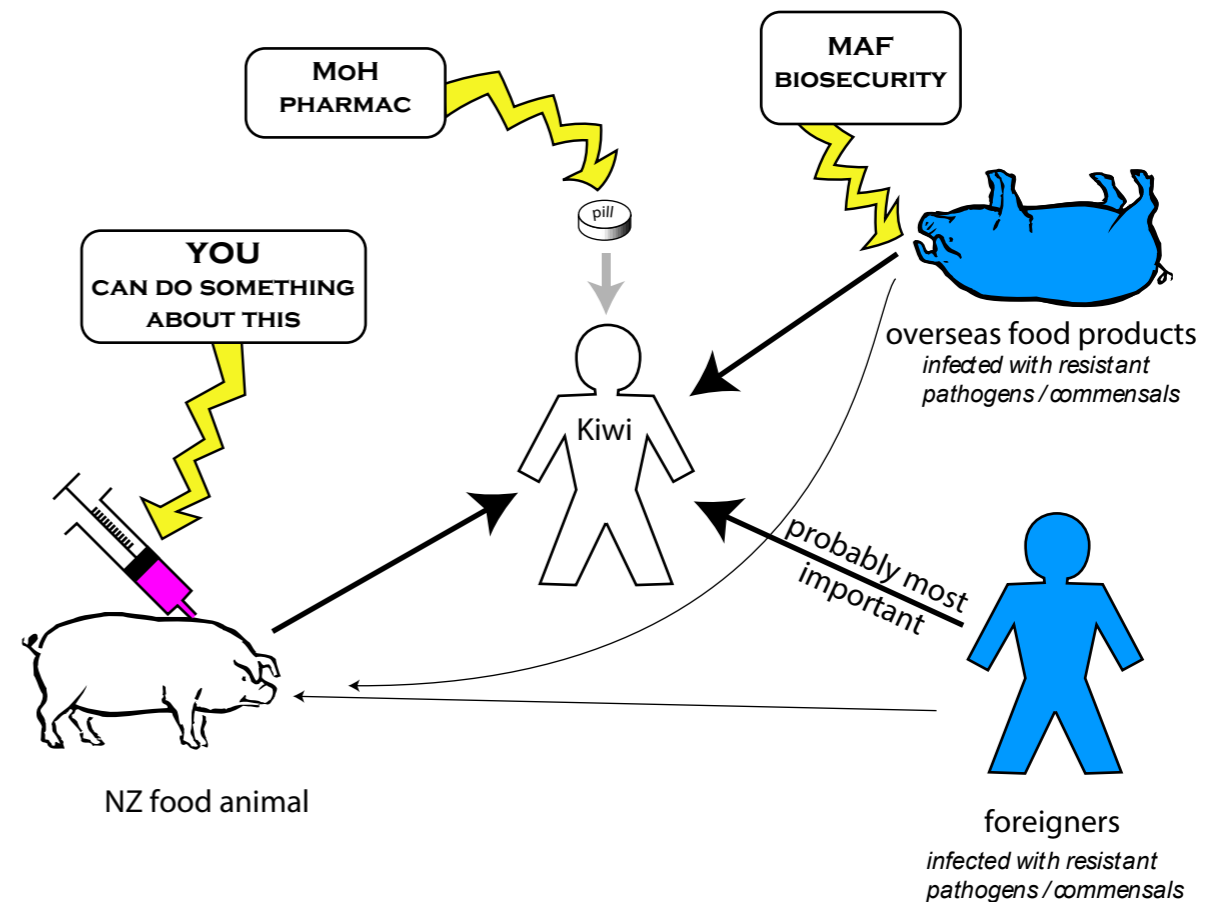 MoH
PHARMAC
MAF
BIOSECURITY
pill
YOU
CAN DO SOMETHING
ABOUT THIS
Kiwi
overseas food products
infected with resistant
pathogens / commensals
probably most
important
NZ food animal
foreigners
infected with resistant
pathogens / commensals